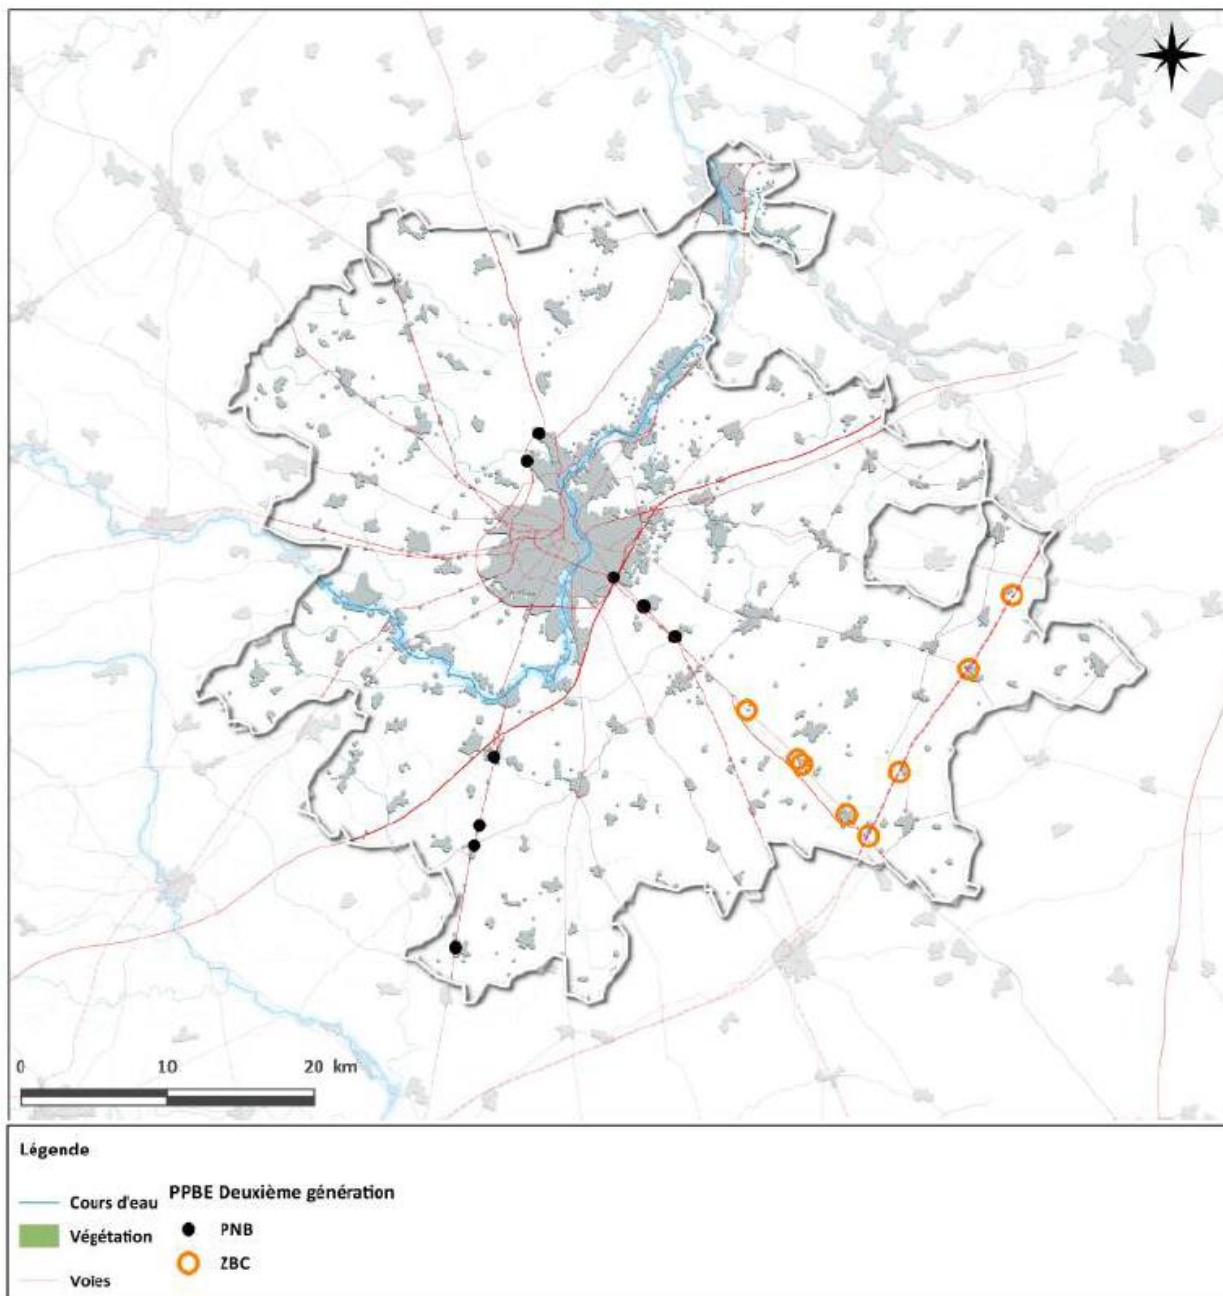 0 10 20 km
Légende
Cours d'eau
PPBE Deuxième génération
Végétation
PNB
ZBC
Voies